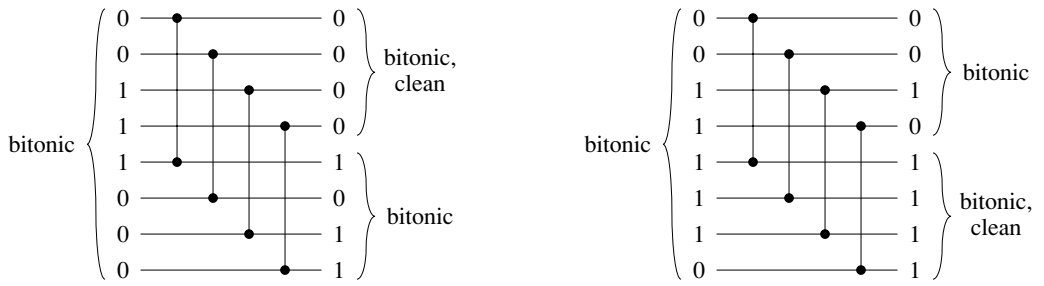 0 0 0 0
0 0 bitonic, 0 0
1 0 clean 1 1 bitonic
1 0 1 0
bitonic bitonic
1 1 1 1
0 0 bitonic 1 1 bitonic,
0 1 1 1 clean
0 1 0 1